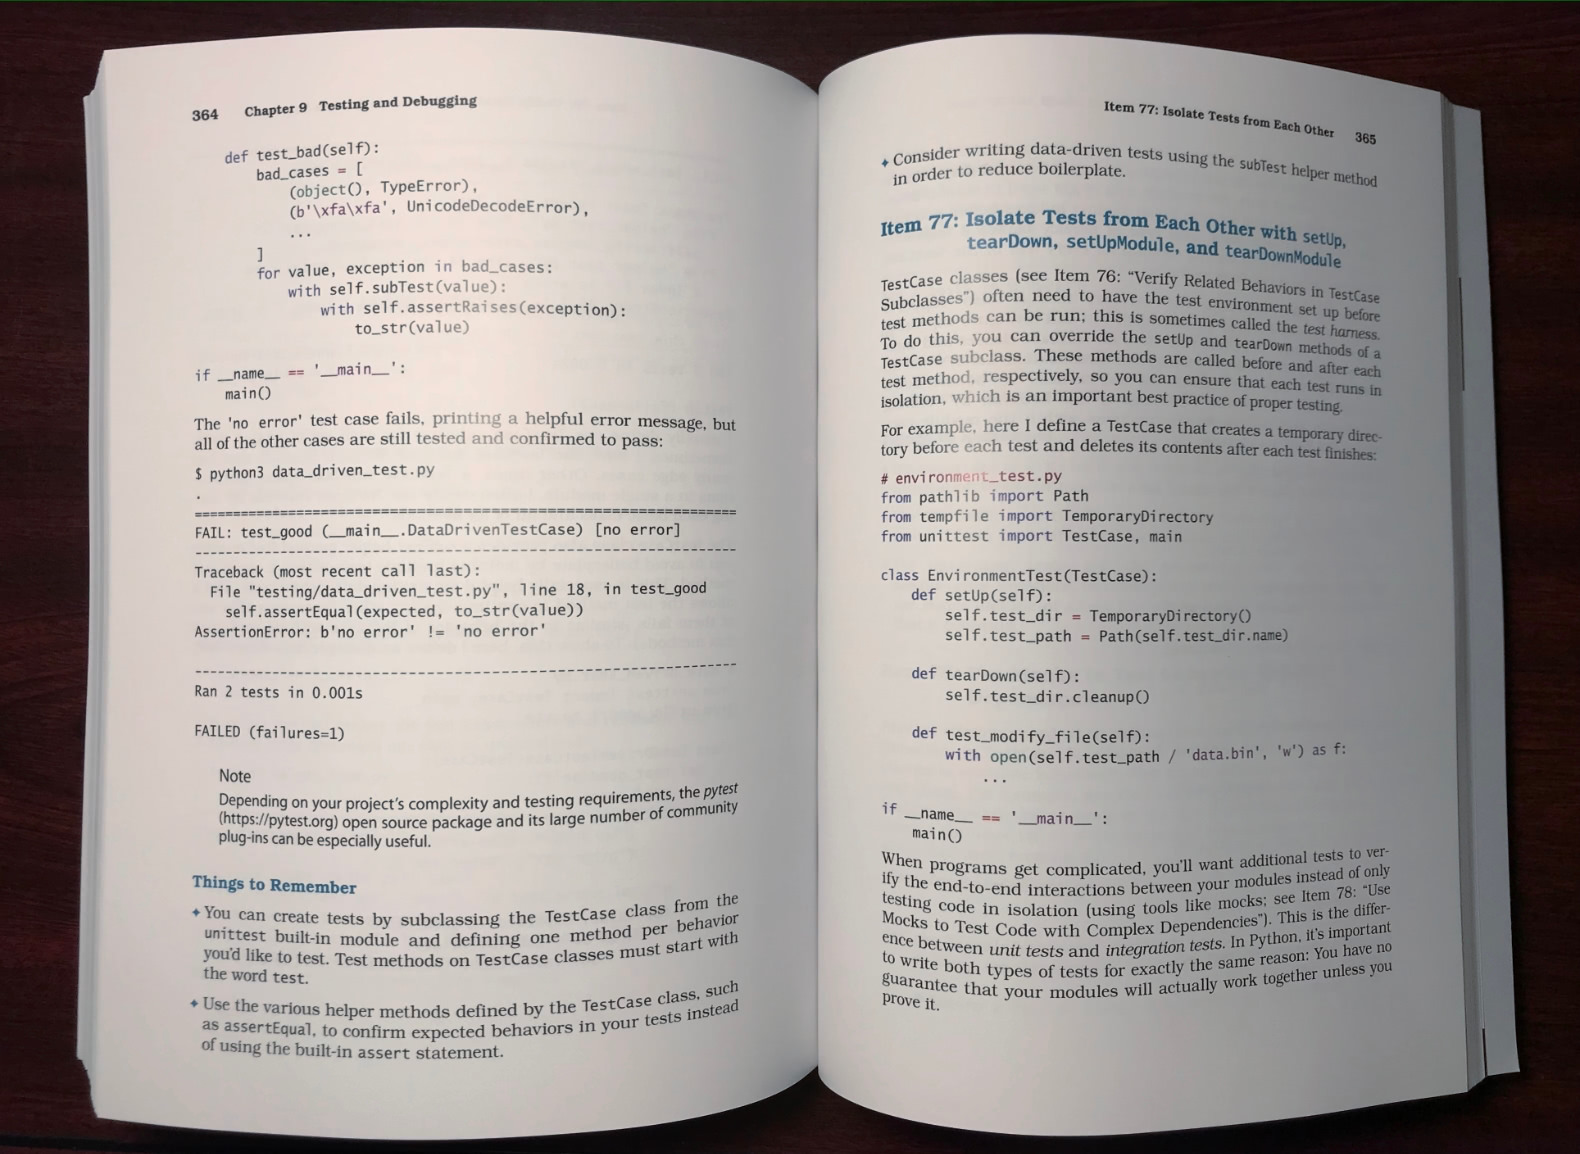 364 Chapter 9 Testing and Debugging
def test_bad(self):
bad_cases = [
(object(), TypeError),
(b'\xfa\xfa', UnicodeDecodeError),
...
]
for value, exception in bad_cases:
with self.subTest(value):
with self.assertRaises(exception):
to_str(value)
if __name__ == '__main__':
main()
The 'no error' test case fails, printing a helpful error message, but
all of the other cases are still tested and confirmed to pass:
$ python3 data_driven_test.py
.
=====================================================================
FAIL: test_good (__main__.DataDrivenTestCase) [no error]
---------------------------------------------------------------------
Traceback (most recent call last):
File "testing/data_driven_test.py", line 18, in test_good
self.assertEqual(expected, to_str(value))
AssertionError: b'no error' != 'no error'
---------------------------------------------------------------------
Ran 2 tests in 0.001s
FAILED (failures=1)
Note
Depending on your project's complexity and testing requirements, the pytest
(https://pytest.org) open source package and its large number of community
plug-ins can be especially useful.
Things to Remember
✦ You can create tests by subclassing the TestCase class from the
unittest built-in module and defining one method per behavior
you'd like to test. Test methods on TestCase classes must start with
the word test.
✦ Use the various helper methods defined by the TestCase class, such
as assertEqual, to confirm expected behaviors in your tests instead
of using the built-in assert statement.
Item 77: Isolate Tests from Each Other 365
✦ Consider writing data-driven tests using the subTest helper method
in order to reduce boilerplate.
Item 77: Isolate Tests from Each Other with setUp,
tearDown, setUpModule, and tearDownModule
TestCase classes (see Item 76: “Verify Related Behaviors in TestCase
Subclasses”) often need to have the test environment set up before
test methods can be run; this is sometimes called the test harness.
To do this, you can override the setUp and tearDown methods of a
TestCase subclass. These methods are called before and after each
test method, respectively, so you can ensure that each test runs in
isolation, which is an important best practice of proper testing.
For example, here I define a TestCase that creates a temporary direc-
tory before each test and deletes its contents after each test finishes:
# environment_test.py
from pathlib import Path
from tempfile import TemporaryDirectory
from unittest import TestCase, main
class EnvironmentTest(TestCase):
def setUp(self):
self.test_dir = TemporaryDirectory()
self.test_path = Path(self.test_dir.name)
def tearDown(self):
self.test_dir.cleanup()
def test_modify_file(self):
with open(self.test_path / 'data.bin', 'w') as f:
...
if __name__ == '__main__':
main()
When programs get complicated, you'll want additional tests to ver-
ify the end-to-end interactions between your modules instead of only
testing code in isolation (using tools like mocks; see Item 78: “Use
Mocks to Test Code with Complex Dependencies”). This is the differ-
ence between unit tests and integration tests. In Python, it's important
to write both types of tests for exactly the same reason: You have no
guarantee that your modules will actually work together unless you
prove it.